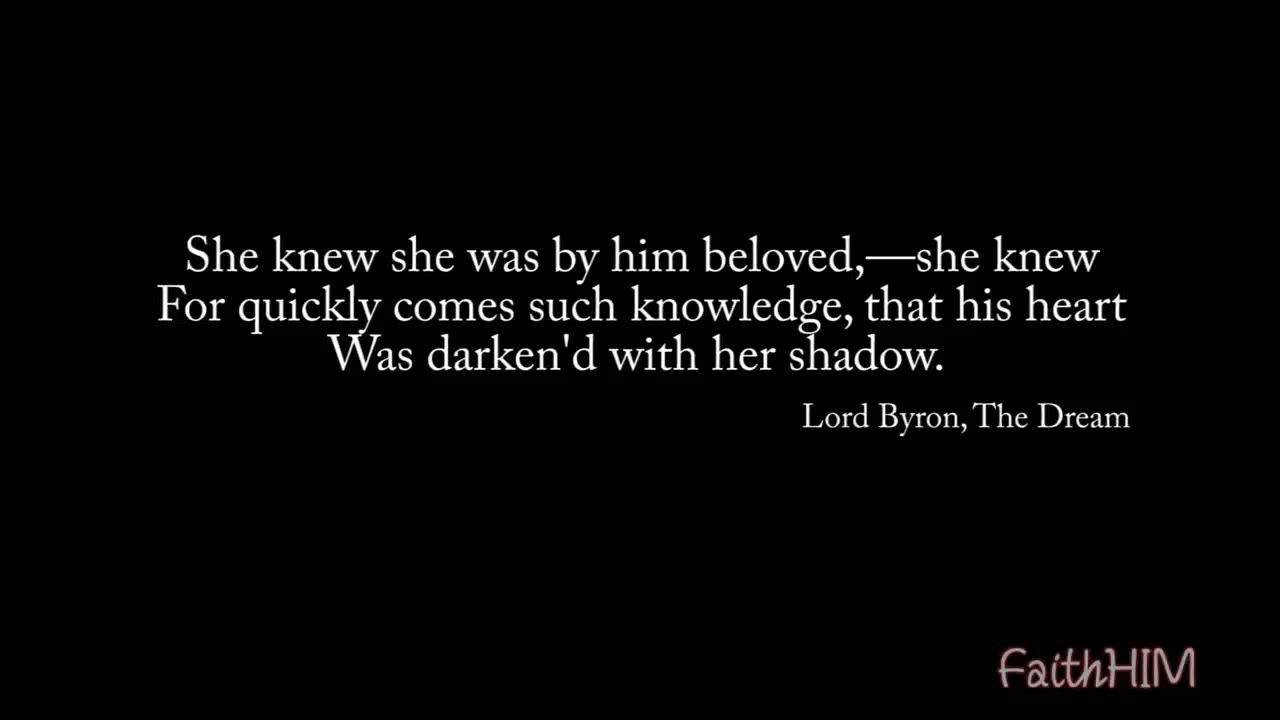 She knew she was by him beloved,—she knew
For quickly comes such knowledge, that his heart
Was darken'd with her shadow.
Lord Byron, The Dream
FaithHIM